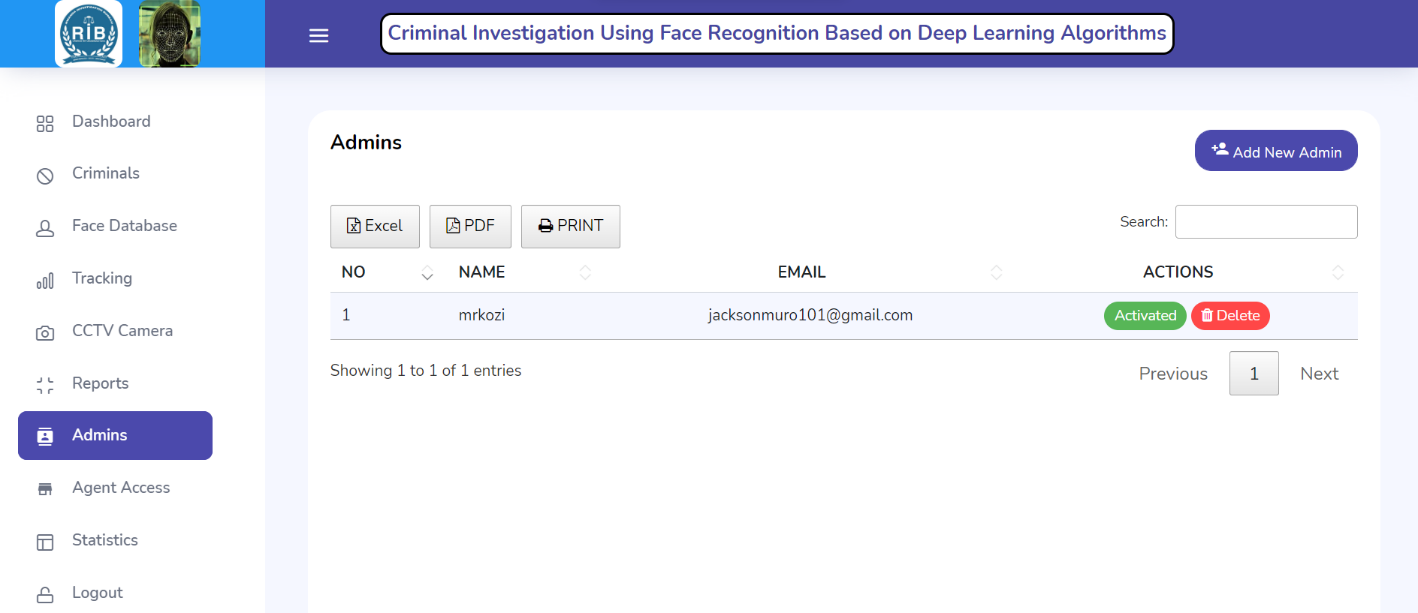 RIB
Criminal Investigation Using Face Recognition Based on Deep Learning Algorithms
Dashboard
Criminals
Face Database
Tracking
CCTV Camera
Reports
Admins
Agent Access
Statistics
Logout
Admins
Add New Admin
Excel PDF PRINT
Search:
NO NAME EMAIL ACTIONS
1 mrkozi jacksonmuro101@gmail.com Activated Delete
Showing 1 to 1 of 1 entries
Previous 1 Next